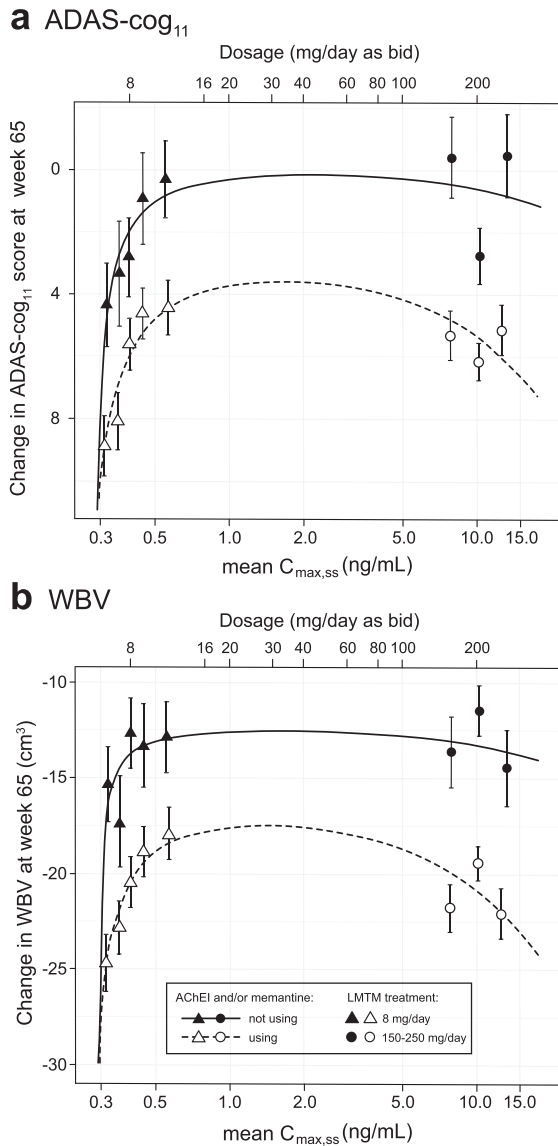 a ADAS-cog11
Dosage (mg/day as bid)
8 16 20 30 40 60 80 100 200
Change in ADAS-cog11 score at week 65
0
4
8
0.3 0.5 1.0 2.0 5.0 10.0 15.0
mean Cmax,ss (ng/mL)
b WBV
Dosage (mg/day as bid)
8 16 20 30 40 60 80 100 200
Change in WBV at week 65 (cm³)
-10
-15
-20
-25
-30
AChEI and/or memantine: LMTM treatment:
not using 8 mg/day
using 150-250 mg/day
0.3 0.5 1.0 2.0 5.0 10.0 15.0
mean Cmax,ss (ng/mL)